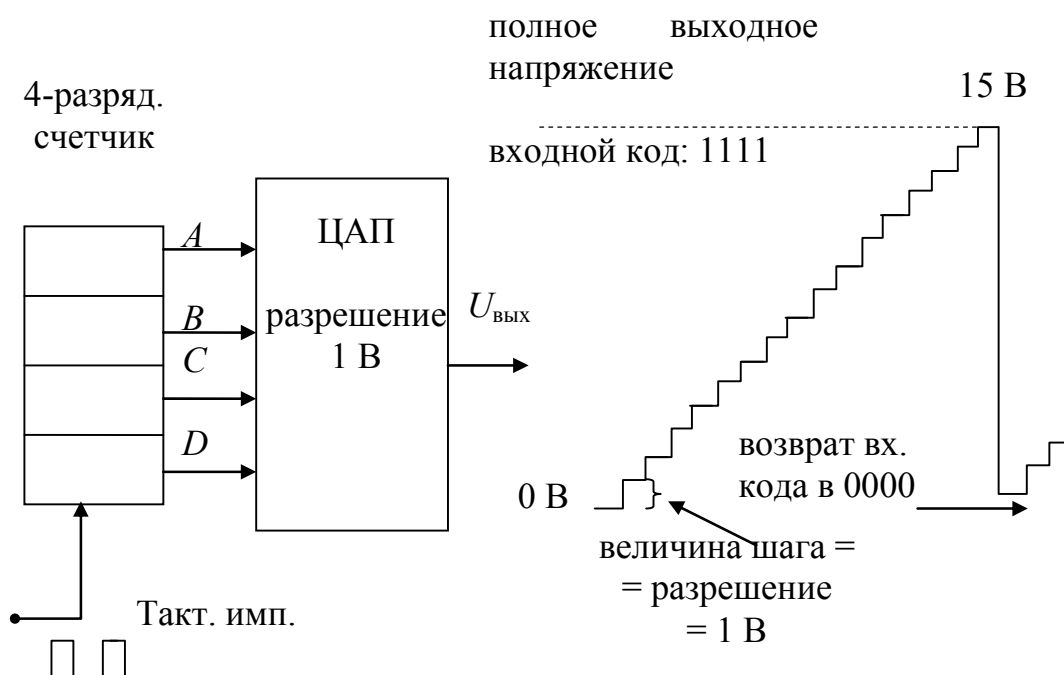 полное выходное
напряжение
15 В
4-разряд.
счетчик
входной код: 1111
A
B
C
D
ЦАП
разрешение
1 В
Uвых
0 В
возврат вх.
кода в 0000
величина шага =
= разрешение
= 1 В
Такт. имп.